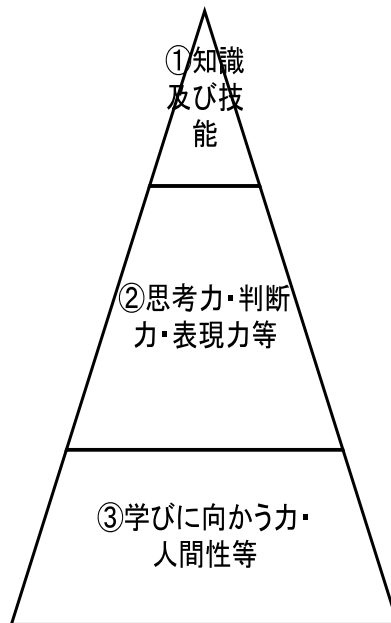 ①知識
及び技
能
②思考力・判断
力・表現力等
③学びに向かう力・
人間性等